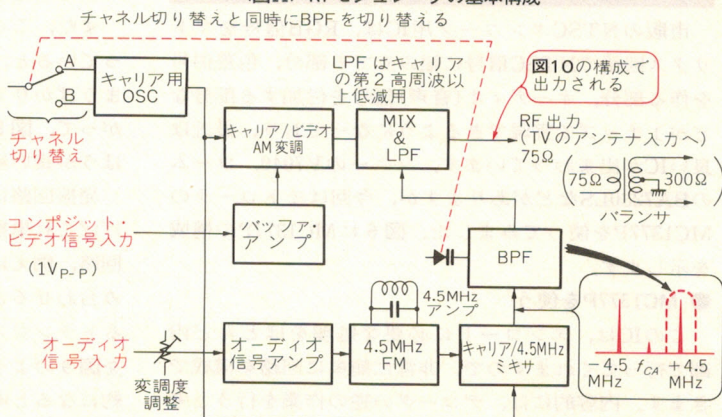 チャネル切り替えと同時にBPFを切り替える
A
B
チャネル
切り替え
キャリア用
OSC
LPFはキャリア
の第2高周波以
上低減用
図10の構成で
出力される
キャリア/ビデオ
AM変調
MIX
&
LPF
RF出力
(TVのアンテナ入力へ)
75Ω
75Ω
300Ω
バランサ
コンポジット・
ビデオ信号入力
(1VP-P)
バッファ
アンプ
BPF
4.5MHz
アンプ
オーディオ
信号入力
変調度
調整
オーディオ
信号アンプ
4.5MHz
FM
キャリア/4.5MHz
ミキサ
-4.5
MHz
fCA
+4.5
MHz